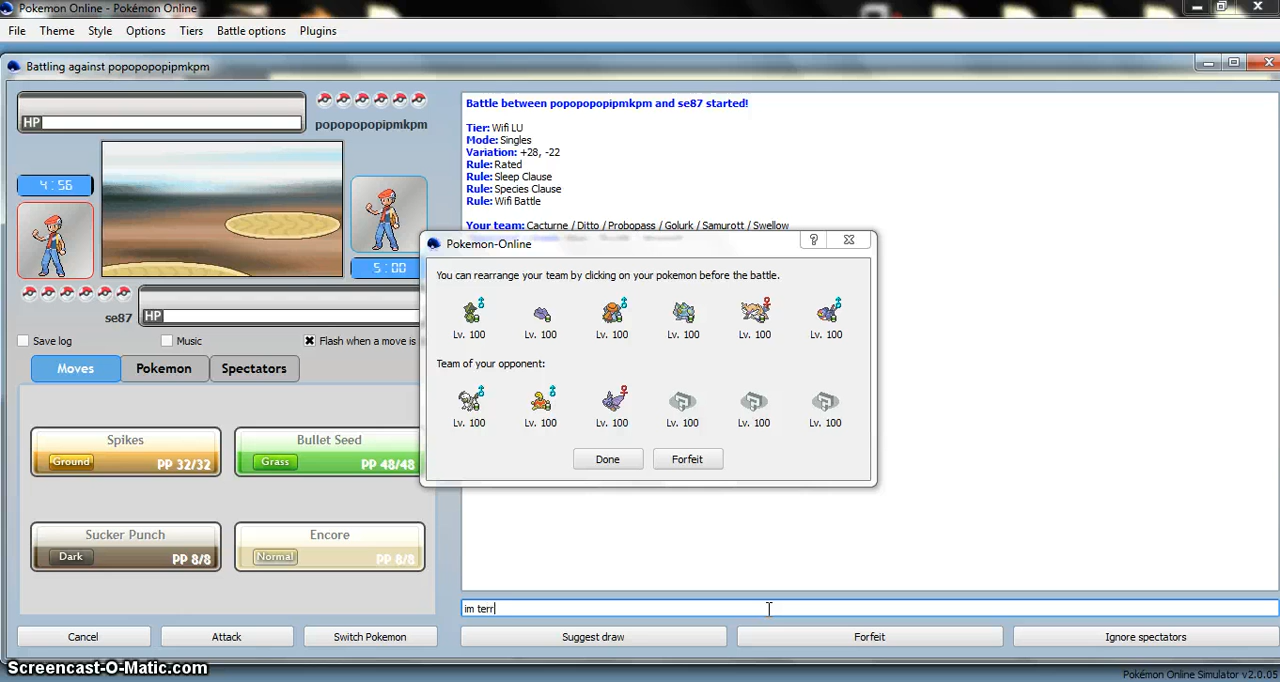 Pokemon Online - Pokémon Online
File Theme Style Options Tiers Battle options Plugins
Battling against popopopopipmkpm
HP
popopopopipmkpm
4:56
5:00
se87
HP
Save log Music Flash when a move is
Moves Pokemon Spectators
Spikes
Ground PP 32/32
Bullet Seed
Grass PP 48/48
Sucker Punch
Dark PP 8/8
Encore
Normal PP 8/8
Cancel Attack Switch Pokemon
Battle between popopopopipmkpm and se87 started!
Tier: Wifi LU
Mode: Singles
Variation: +28, -22
Rule: Rated
Rule: Sleep Clause
Rule: Species Clause
Rule: Wifi Battle
Your team: Cacturne / Ditto / Probopass / Golurk / Samurott / Swellow
Pokemon-Online
?
You can rearrange your team by clicking on your pokemon before the battle.
Lv. 100 Lv. 100 Lv. 100 Lv. 100 Lv. 100 Lv. 100
Team of your opponent:
Lv. 100 Lv. 100 Lv. 100 Lv. 100 Lv. 100 Lv. 100
Done Forfeit
im terr
Suggest draw Forfeit Ignore spectators
Screencast-O-Matic.com
Pokémon Online Simulator v2.0.05